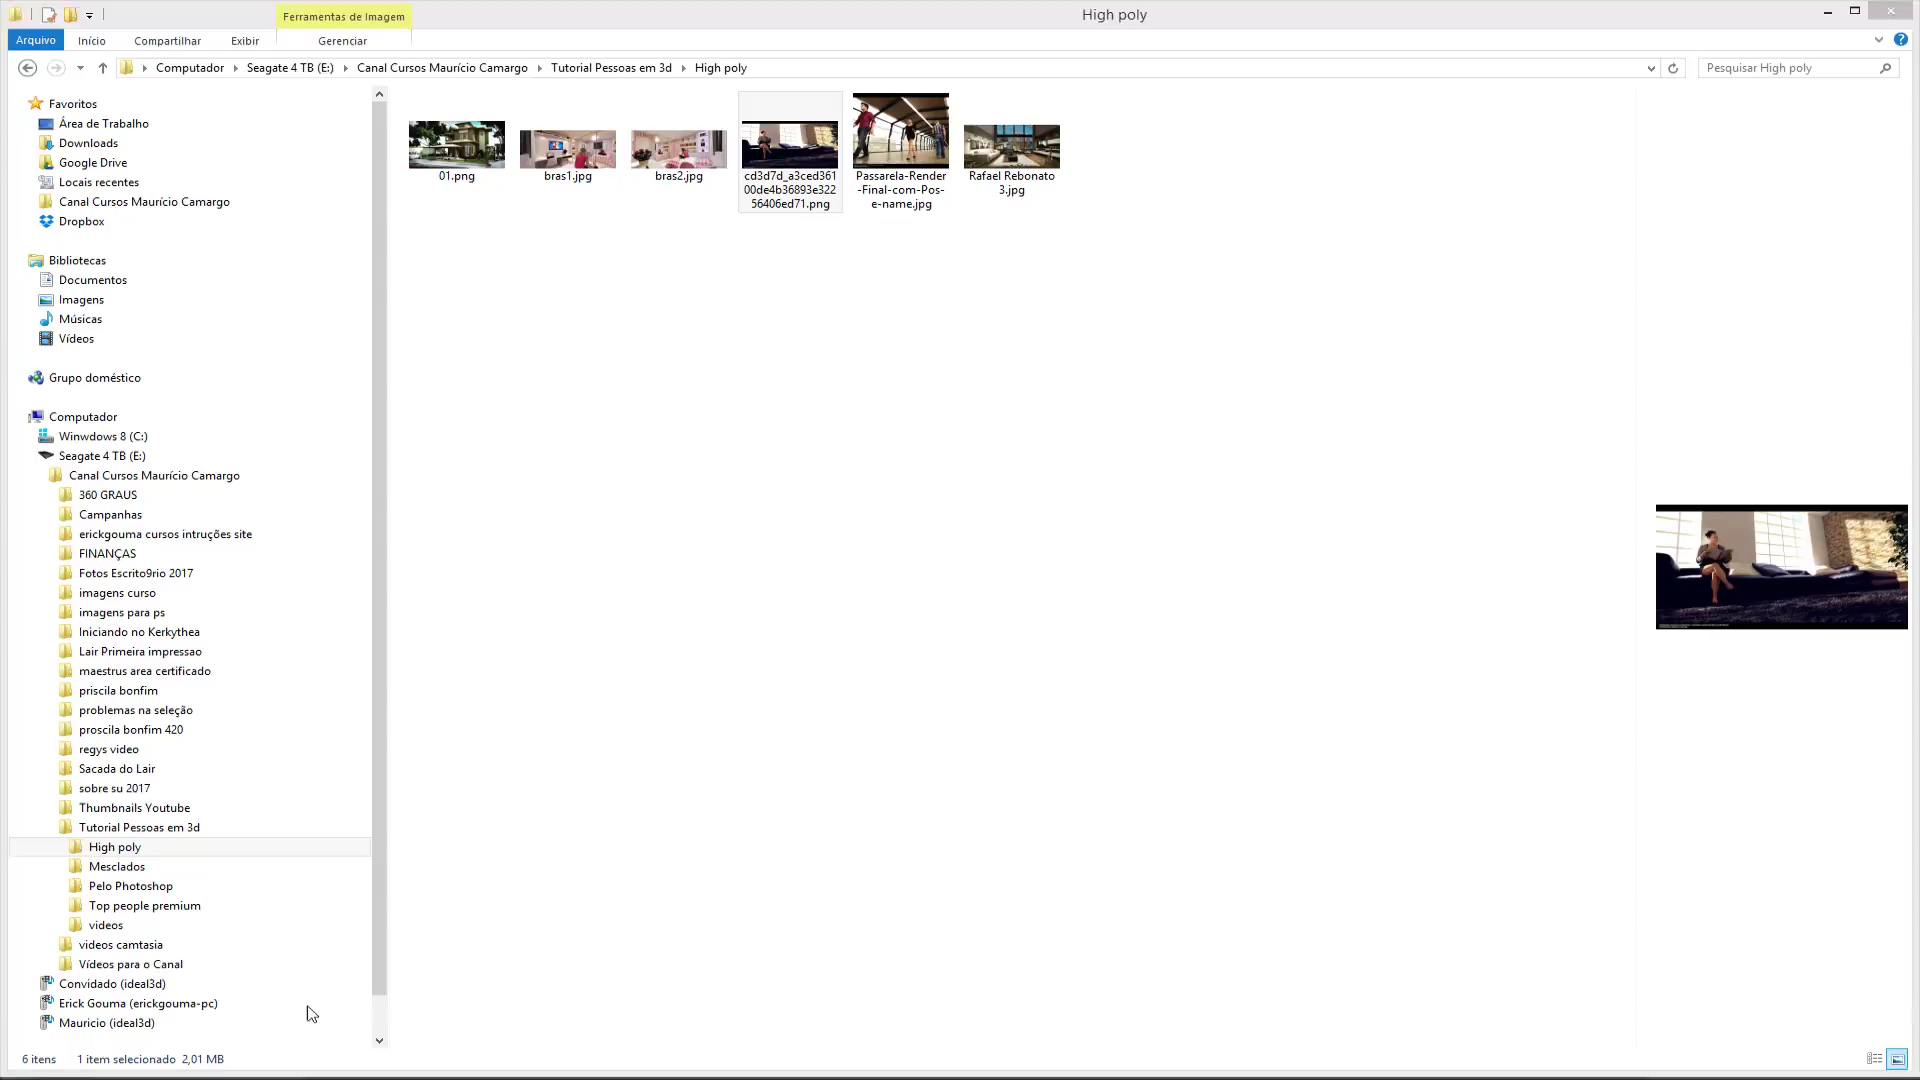 Ferramentas de Imagem
High poly
Arquivo
Início
Compartilhar
Exibir
Gerenciar
Computador
Seagate 4 TB (E:)
Canal Cursos Maurício Camargo
Tutorial Pessoas em 3d
High poly
Pesquisar High poly
Favoritos
Área de Trabalho
Downloads
Google Drive
Locais recentes
Canal Cursos Maurício Camargo
Dropbox
Bibliotecas
Documentos
Imagens
Músicas
Vídeos
Grupo doméstico
Computador
Winwdows 8 (C:)
Seagate 4 TB (E:)
Canal Cursos Maurício Camargo
360 GRAUS
Campanhas
erickgouma cursos intruções site
FINANÇAS
Fotos Escrito9rio 2017
imagens curso
imagens para ps
Iniciando no Kerkythea
Lair Primeira impressao
maestrus area certificado
priscila bonfim
problemas na seleção
proscila bonfim 420
regys video
Sacada do Lair
sobre su 2017
Thumbnails Youtube
Tutorial Pessoas em 3d
High poly
Mesclados
Pelo Photoshop
Top people premium
videos
videos camtasia
Vídeos para o Canal
Convidado (ideal3d)
Erick Gouma (erickgouma-pc)
Mauricio (ideal3d)
01.png
bras1.jpg
bras2.jpg
cd3d7d_a3ced361
00de4b36893e322
56406ed71.png
Passarela-Render
-Final-com-Pos-
e-name.jpg
Rafael Rebonato
3.jpg
6 itens
1 item selecionado 2,01 MB